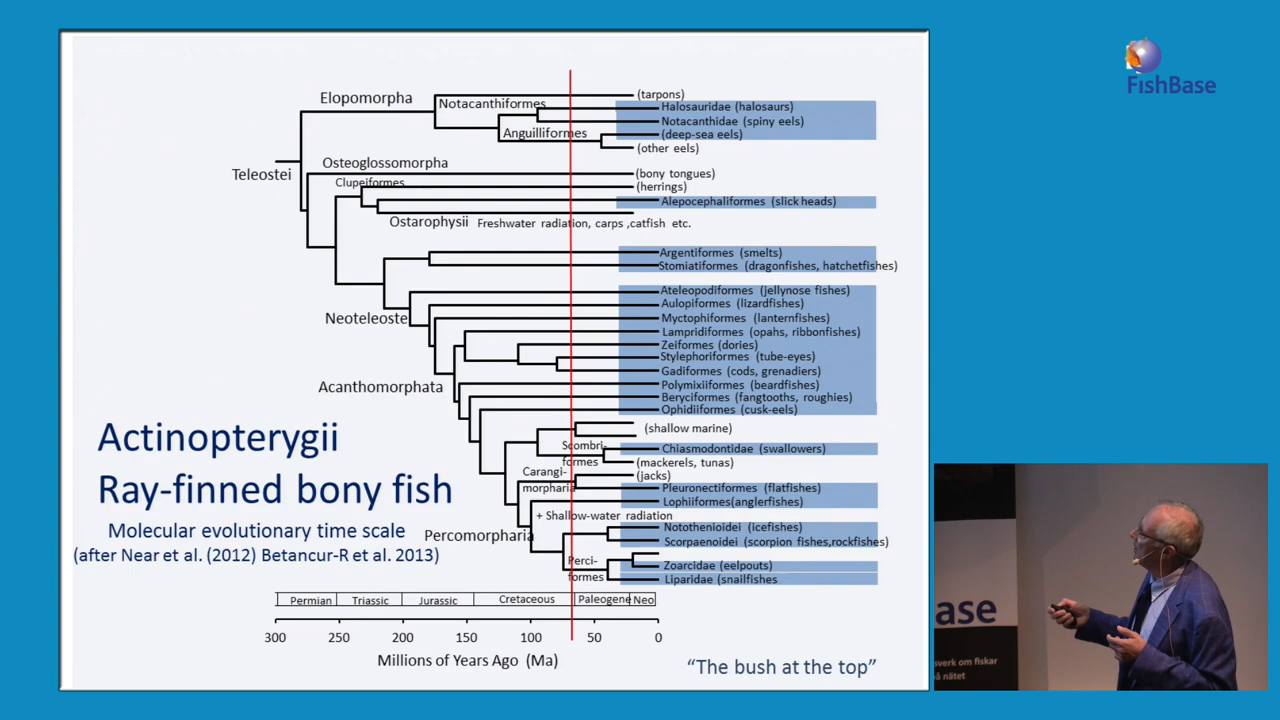 FishBase
Elopomorpha
Notacanthiformes
Anguilliformes
(tarpons)
Halosauridae (halosaurs)
Notacanthidae (spiny eels)
(deep-sea eels)
(other eels)
Teleostei
Osteoglossomorpha
(bony tongues)
Clupeiformes
(herrings)
Alepocephaliformes (slick heads)
Ostarophysii Freshwater radiation, carps ,catfish etc.
Argentiformes (smelts)
Stomiatiformes (dragonfishes, hatchetfishes)
Neoteleoste
Ateleopodiformes (jellynose fishes)
Aulopiformes (lizardfishes)
Myctophiformes (lanternfishes)
Lampridiformes (opahs, ribbonfishes)
Zeiformes (dories)
Stylephoriformes (tube-eyes)
Gadiformes (cods, grenadiers)
Acanthomorphata
Polymixiiformes (beardfishes)
Beryciformes (fangtooths, roughies)
Ophidiiformes (cusk-eels)
(shallow marine)
Scombri-
formes
Chiasmodontidae (swallowers)
(mackerels, tunas)
Carangi-
morpharia
(jacks)
Pleuronectiformes (flatfishes)
Lophiiformes(anglerfishes)
+ Shallow-water radiation
Percomorpharia
Notothenioidei (icefishes)
Scorpaenoidei (scorpion fishes,rockfishes)
Perci-
formes
Zoarcidae (eelpouts)
Liparidae (snailfishes
Actinopterygii
Ray-finned bony fish
Molecular evolutionary time scale
(after Near et al. (2012) Betancur-R et al. 2013)
Permian Triassic Jurassic Cretaceous Paleogene Neo
300 250 200 150 100 50 0
Millions of Years Ago (Ma)
"The bush at the top"
ase
sverk om fiskar
på nätet